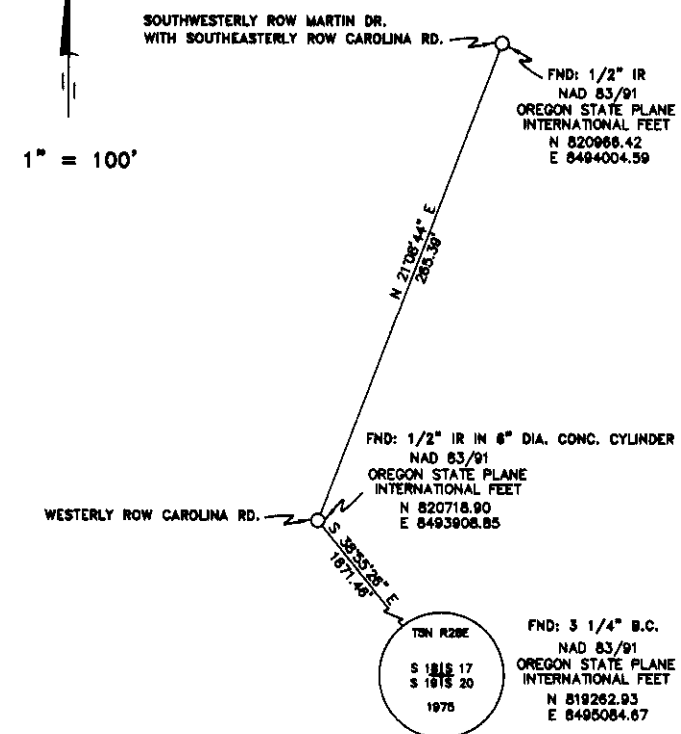 SOUTHWESTERLY ROW MARTIN DR.
WITH SOUTHEASTERLY ROW CAROLINA RD.
FND: 1/2" IR
NAD 83/91
OREGON STATE PLANE
INTERNATIONAL FEET
N 820966.42
E 8494004.59
1" = 100'
N 21°08'44" E
265.39'
FND: 1/2" IR IN 6" DIA. CONC. CYLINDER
NAD 83/91
OREGON STATE PLANE
INTERNATIONAL FEET
N 820718.90
E 8493908.85
WESTERLY ROW CAROLINA RD.
S 38°55'26" E
1871.46'
T5N R28E
S 18 S 17
S 19 S 20
1975
FND: 3 1/4" B.C.
NAD 83/91
OREGON STATE PLANE
INTERNATIONAL FEET
N 819262.93
E 8495084.67